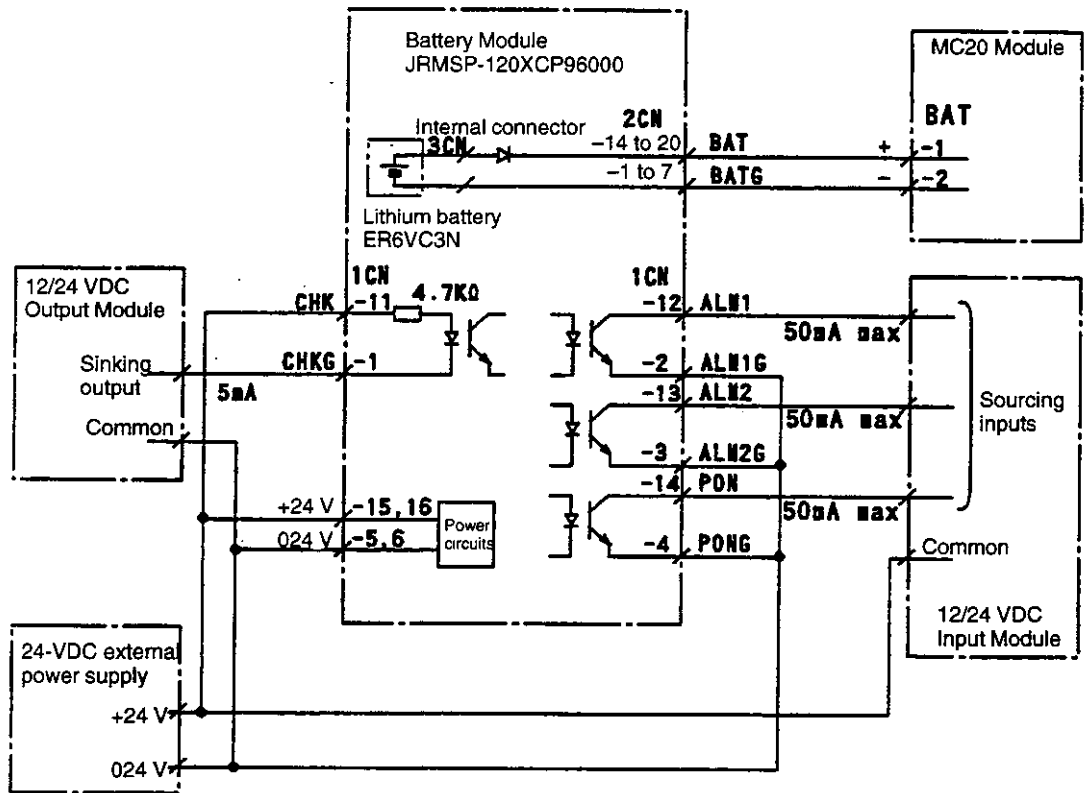 Battery Module
JRMSP-120XCP96000
MC20 Module
Internal connector
3CN
2CN
-14 to 20
BAT
+
BAT
-1
-1 to 7
BATG
-
-2
Lithium battery
ER6VC3N
12/24 VDC
Output Module
1CN
CHK
-11
4.7KΩ
1CN
-12
ALM1
50mA max
Sinking
output
5mA
CHKG
-1
-2
ALM1G
-13
ALM2
50mA max
Sourcing
inputs
Common
-3
ALM2G
-14
PON
50mA max
+24 V
-15,16
Power
circuits
024 V
-5,6
-4
PONG
Common
12/24 VDC
Input Module
24-VDC external
power supply
+24 V
024 V